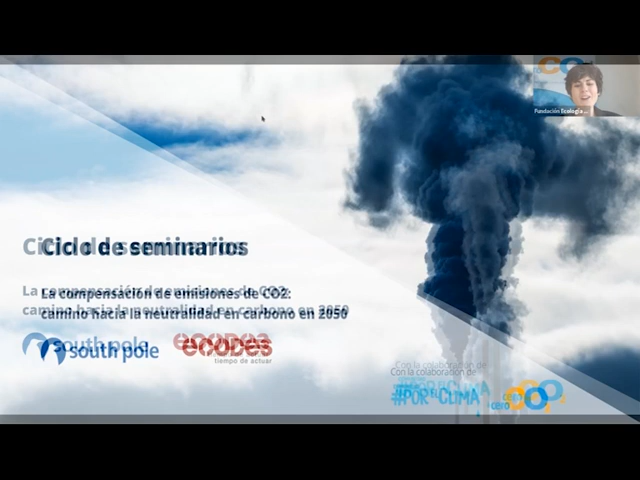 Fundación Ecología
Ciclo de seminarios
La compensación de emisiones de CO2:
camino hacia la neutralidad en carbono en 2050
south pole
ecodes
tiempo de actuar
Con la colaboración de
#PORELCLIMA
cero